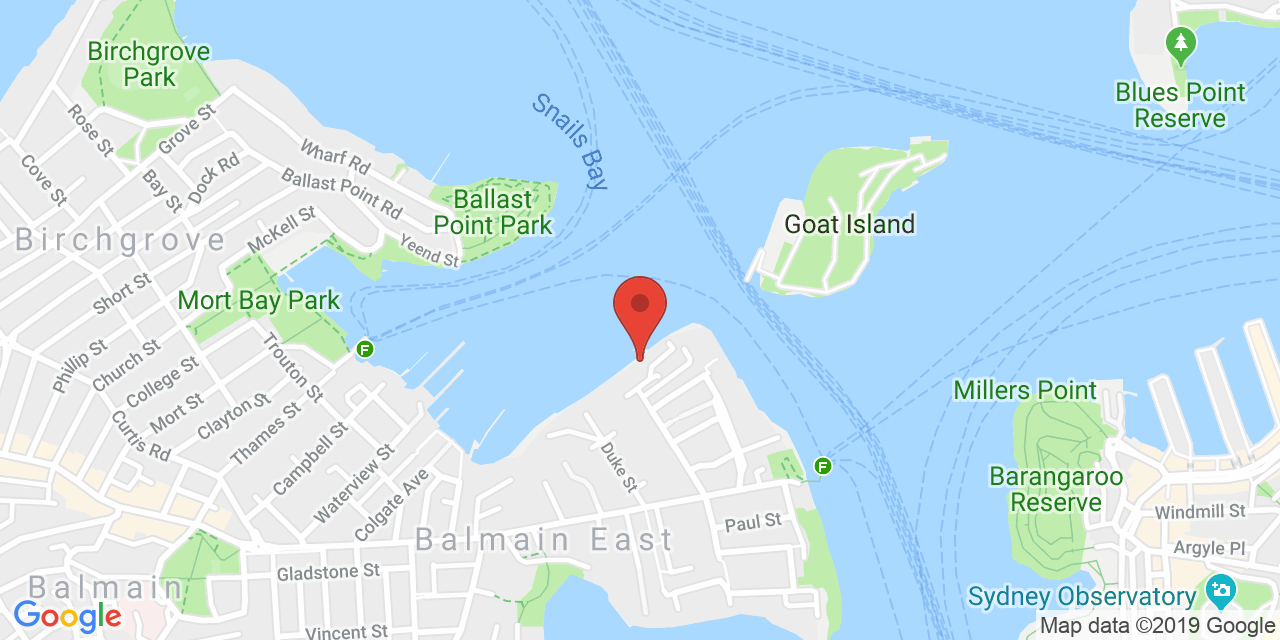 Birchgrove
Park
Blues Point
Reserve
Snails Bay
Rose St
Grove St
Wharf Rd
Cove St
Bay St
Dock Rd
Ballast Point Rd
Ballast
Point Park
Goat Island
McKell St
Birchgrove
Yeend St
Short St
Mort Bay Park
F
Phillip St
Church St
Trouton St
College St
Millers Point
Mort St
Clayton St
Curtis Rd
Thames St
Campbell St
Duke St
F
Waterview St
Colgate Ave
Barangaroo
Reserve
Windmill St
Paul St
Balmain East
Argyle Pl
Gladstone St
Balmain
Sydney Observatory
Google
Vincent St
Map data ©2019 Google